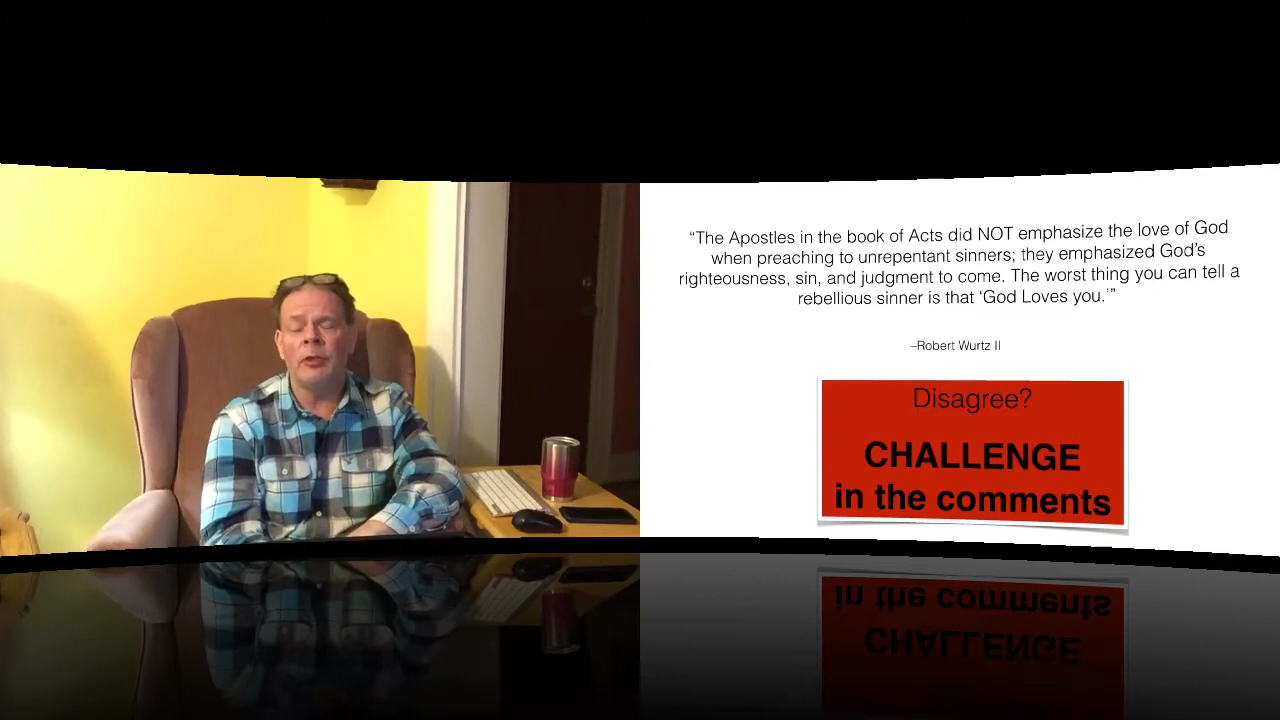 “The Apostles in the book of Acts did NOT emphasize the love of God
when preaching to unrepentant sinners; they emphasized God’s
righteousness, sin, and judgment to come. The worst thing you can tell a
rebellious sinner is that ‘God Loves you.’”
–Robert Wurtz II
Disagree?
CHALLENGE
in the comments